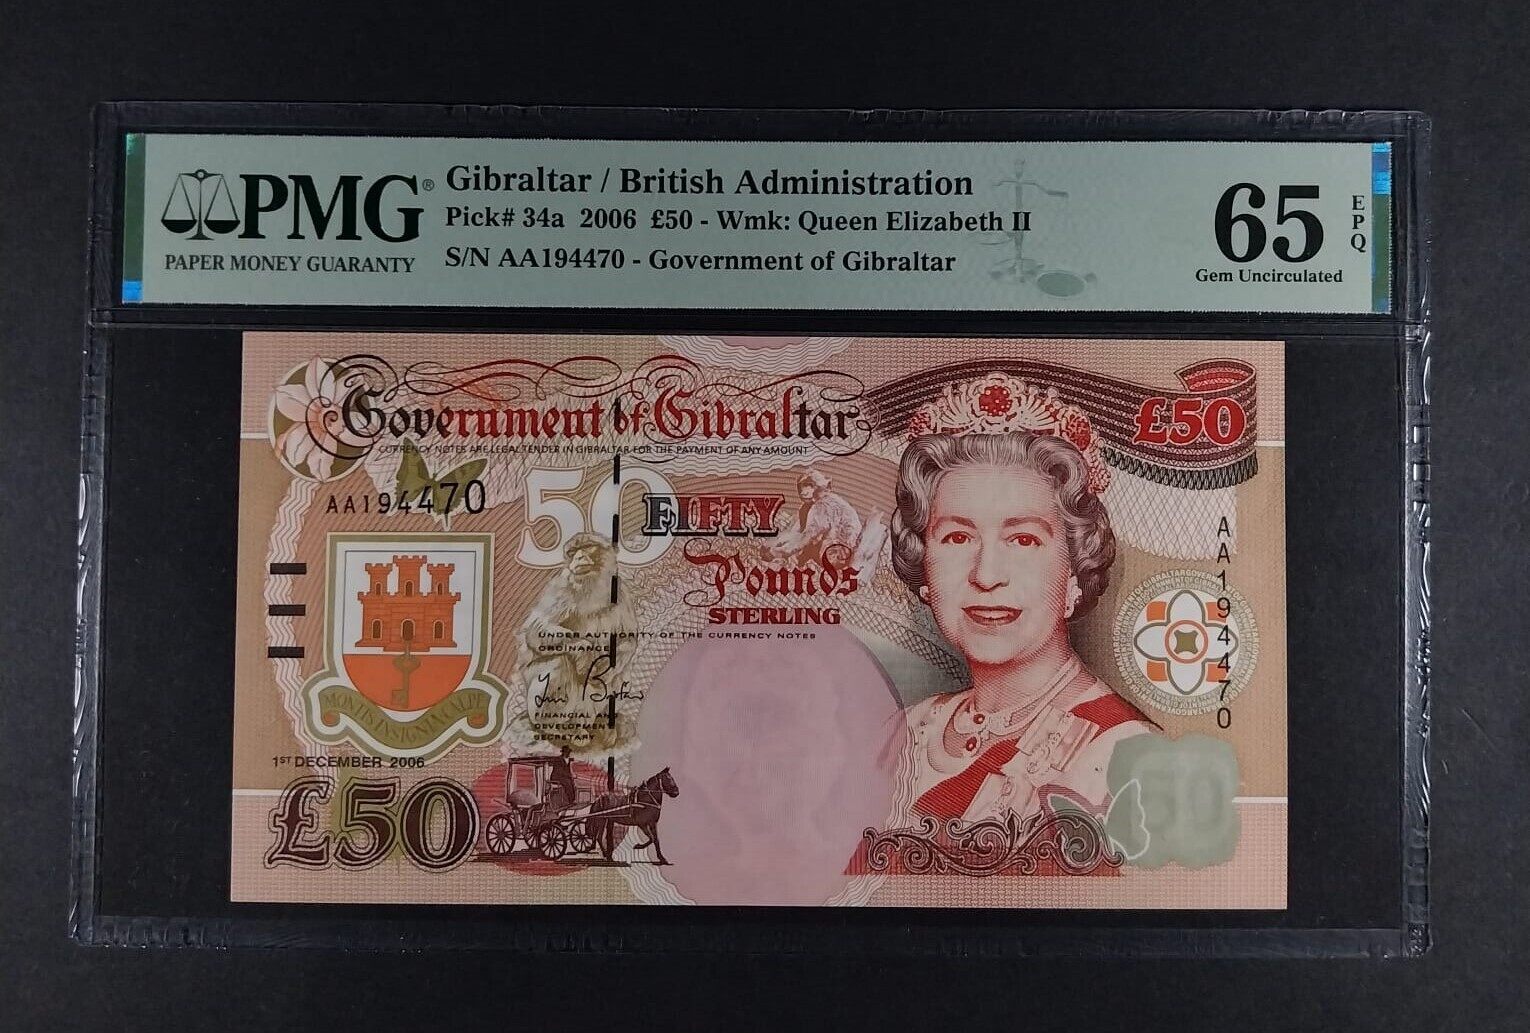 PMG®
PAPER MONEY GUARANTY
Gibraltar / British Administration
Pick# 34a 2006 £50 - Wmk: Queen Elizabeth II
S/N AA194470 - Government of Gibraltar
65
EPQ
Gem Uncirculated
Government of Gibraltar
CURRENCY NOTES ARE LEGAL TENDER IN GIBRALTAR FOR THE PAYMENT OF ANY AMOUNT
£50
AA194470
50
FIFTY
Pounds
STERLING
AA194470
UNDER AUTHORITY OF THE CURRENCY NOTES
ORDINANCE
FINANCIAL AND
DEVELOPMENT
SECRETARY
MONTIS INSIGNIA CALPE
1ST DECEMBER 2006
£50
50